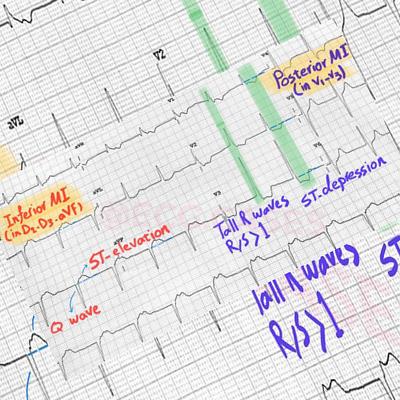 V2
aVL
Posterior MI
(in V1-V3)
Inferior MI
(in D2-D3-aVF)
ST-elevation
Q wave
Tall R waves
R/S>1
ST-depression
Tall R waves
R/S>1
ST